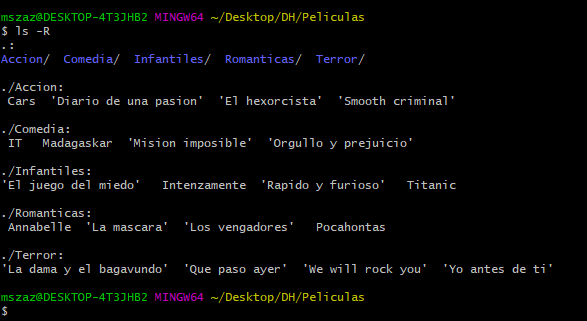 mszaz@DESKTOP-4T3JHB2 MINGW64 ~/Desktop/DH/Peliculas
$ ls -R
.:
Accion/  Comedia/  Infantiles/  Romanticas/  Terror/

./Accion:
 Cars  'Diario de una pasion'  'El hexorcista'  'Smooth criminal'

./Comedia:
 IT   Madagaskar  'Mision imposible'  'Orgullo y prejuicio'

./Infantiles:
'El juego del miedo'   Intenzamente  'Rapido y furioso'   Titanic

./Romanticas:
 Annabelle  'La mascara'  'Los vengadores'   Pocahontas

./Terror:
'La dama y el bagavundo'  'Que paso ayer'  'We will rock you'  'Yo antes de ti'

mszaz@DESKTOP-4T3JHB2 MINGW64 ~/Desktop/DH/Peliculas
$